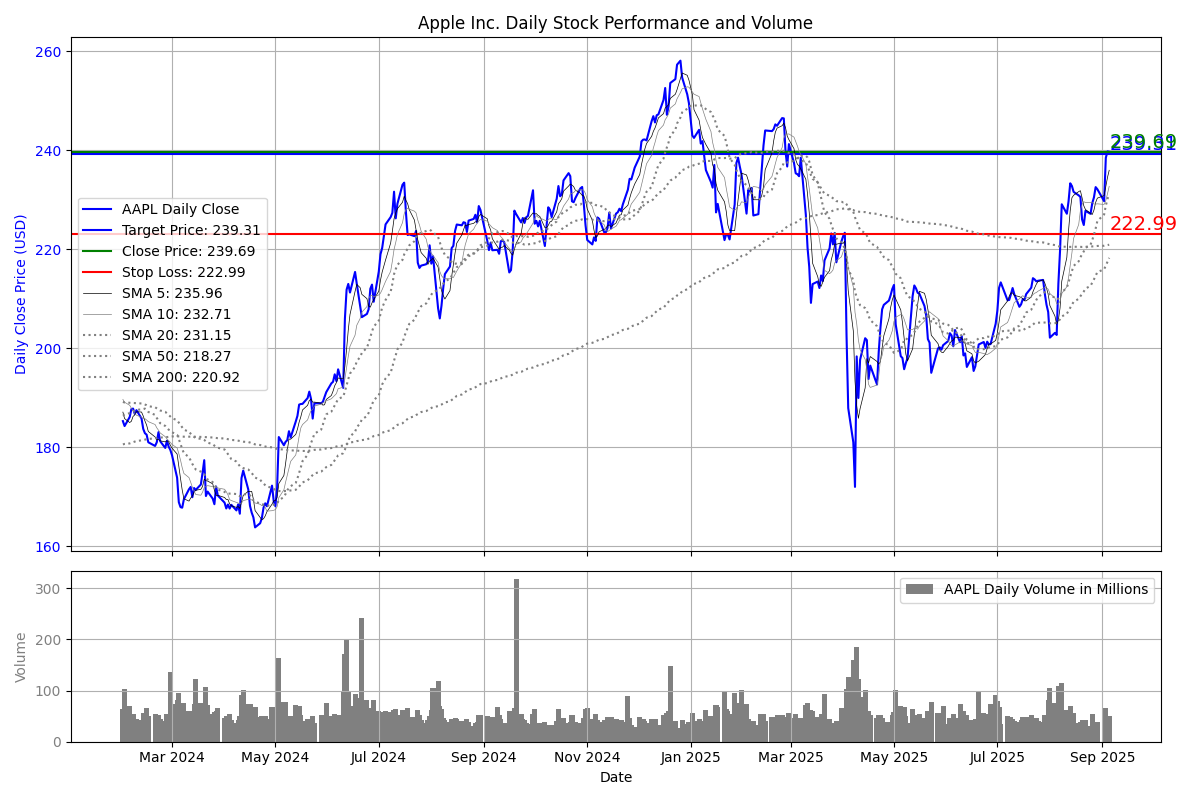 Apple Inc. Daily Stock Performance and Volume
260
240
220
200
180
160
Daily Close Price (USD)
AAPL Daily Close
Target Price: 239.31
Close Price: 239.69
Stop Loss: 222.99
SMA 5: 235.96
SMA 10: 232.71
SMA 20: 231.15
SMA 50: 218.27
SMA 200: 220.92
239.69
239.31
222.99
300
200
100
0
Volume
AAPL Daily Volume in Millions
Mar 2024 May 2024 Jul 2024 Sep 2024 Nov 2024 Jan 2025 Mar 2025 May 2025 Jul 2025 Sep 2025
Date